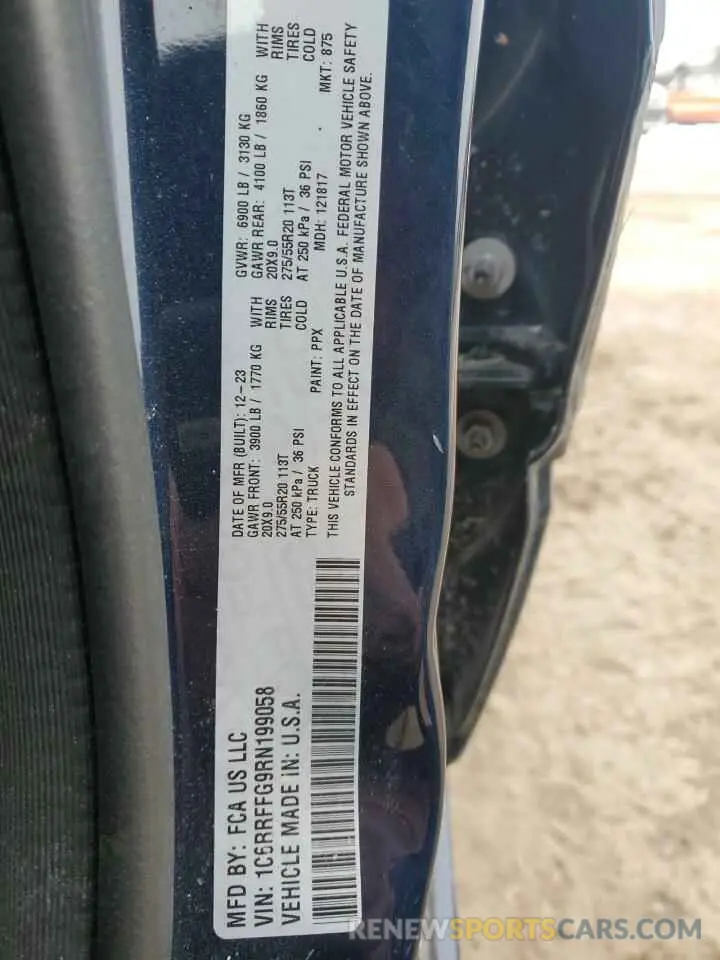 MFD BY: FCA US LLC
VIN: 1C6RRFFG9RN199058
VEHICLE MADE IN: U.S.A.
DATE OF MFR (BUILT): 12-23 GVWR: 6900 LB / 3130 KG
GAWR FRONT: 3900 LB / 1770 KG WITH GAWR REAR: 4100 LB / 1860 KG WITH
20X9.0 RIMS 20X9.0 RIMS
275/55R20 113T TIRES 275/55R20 113T TIRES
AT 250 kPa / 36 PSI COLD AT 250 kPa / 36 PSI COLD
TYPE: TRUCK PAINT: PPX MDH: 121817 MKT: 875
THIS VEHICLE CONFORMS TO ALL APPLICABLE U.S.A. FEDERAL MOTOR VEHICLE SAFETY
STANDARDS IN EFFECT ON THE DATE OF MANUFACTURE SHOWN ABOVE.
RENEWSPORTSCARS.COM